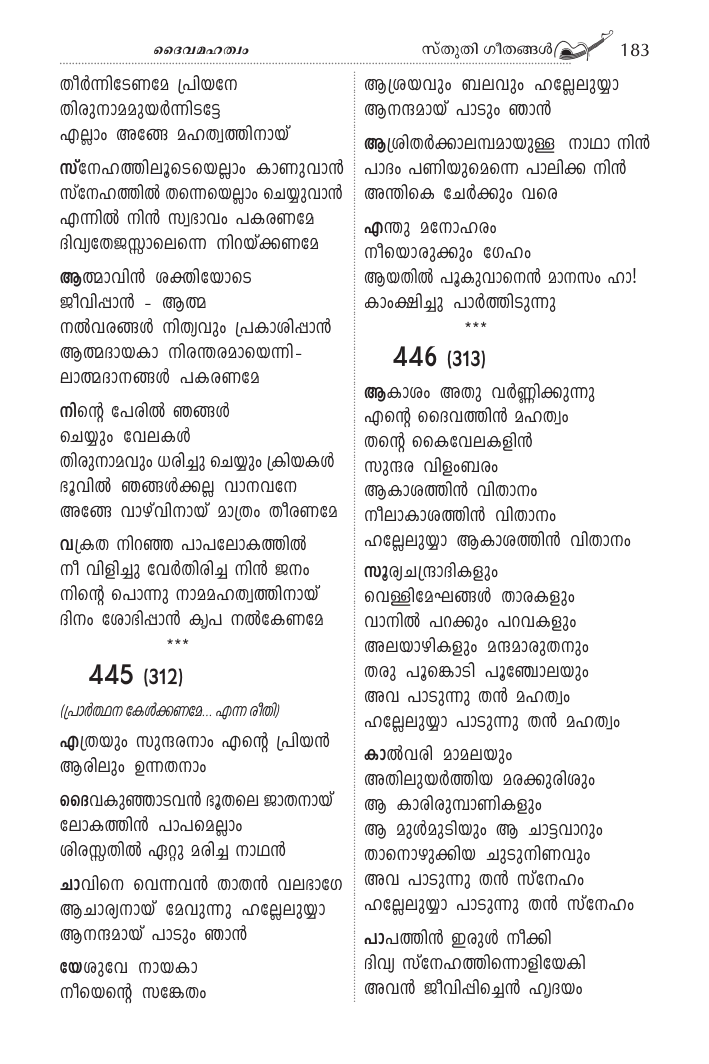 ദൈവമഹത്വം
സ്തുതി ഗീതങ്ങൾ 183
തീർന്നിടേണമേ പ്രിയനേ
തിരുനാമമുയർന്നിടട്ടേ
എല്ലാം അങ്ങേ മഹത്വത്തിനായ്
സ്നേഹത്തിലൂടെയെല്ലാം കാണുവാൻ
സ്നേഹത്തിൽ തന്നെയെല്ലാം ചെയ്യുവാൻ
എന്നിൽ നിൻ സ്വഭാവം പകരണമേ
ദിവ്യതേജസ്സാലെന്നെ നിറയ്ക്കണമേ
ആത്മാവിൻ ശക്തിയോടെ
ജീവിപ്പാൻ - ആത്മ
നൽവരങ്ങൾ നിത്യവും പ്രകാശിപ്പാൻ
ആത്മദായകാ നിരന്തരമായെന്നി-
ലാത്മദാനങ്ങൾ പകരണമേ
നിന്റെ പേരിൽ ഞങ്ങൾ
ചെയ്യും വേലകൾ
തിരുനാമവും ധരിച്ചു ചെയ്യും ക്രിയകൾ
ഭൂവിൽ ഞങ്ങൾക്കല്ല വാനവനേ
അങ്ങേ വാഴ്‌വിനായ് മാത്രം തീരണമേ
വക്രത നിറഞ്ഞ പാപലോകത്തിൽ
നീ വിളിച്ചു വേർതിരിച്ച നിൻ ജനം
നിന്റെ പൊന്നു നാമമഹത്വത്തിനായ്
ദിനം ശോഭിപ്പാൻ കൃപ നൽകേണമേ
***
445 (312)
(പ്രാർത്ഥന കേൾക്കണമേ... എന്ന രീതി)
എത്രയും സുന്ദരനാം എന്റെ പ്രിയൻ
ആരിലും ഉന്നതനാം
ദൈവകുഞ്ഞാടവൻ ഭൂതലെ ജാതനായ്
ലോകത്തിൻ പാപമെല്ലാം
ശിരസ്സതിൽ ഏറ്റു മരിച്ച നാഥൻ
ചാവിനെ വെന്നവൻ താതൻ വലഭാഗേ
ആചാര്യനായ് മേവുന്നു ഹല്ലേലുയ്യാ
ആനന്ദമായ് പാടും ഞാൻ
യേശുവേ നായകാ
നീയെന്റെ സങ്കേതം
ആശ്രയവും ബലവും ഹല്ലേലുയ്യാ
ആനന്ദമായ് പാടും ഞാൻ
ആശ്രിതർക്കാലമ്പമായുള്ള നാഥാ നിൻ
പാദം പണിയുമെന്നെ പാലിക്ക നിൻ
അന്തികെ ചേർക്കും വരെ
എന്തു മനോഹരം
നീയൊരുക്കും ഗേഹം
ആയതിൽ പൂകുവാനെൻ മാനസം ഹാ!
കാംക്ഷിച്ചു പാർത്തിടുന്നു
***
446 (313)
ആകാശം അതു വർണ്ണിക്കുന്നു
എന്റെ ദൈവത്തിൻ മഹത്വം
തന്റെ കൈവേലകളിൻ
സുന്ദര വിളംബരം
ആകാശത്തിൻ വിതാനം
നീലാകാശത്തിൻ വിതാനം
ഹല്ലേലുയ്യാ ആകാശത്തിൻ വിതാനം
സൂര്യചന്ദ്രാദികളും
വെള്ളിമേഘങ്ങൾ താരകളും
വാനിൽ പറക്കും പറവകളും
അലയാഴികളും മന്ദമാരുതനും
തരു പൂങ്കൊടി പൂഞ്ചോലയും
അവ പാടുന്നു തൻ മഹത്വം
ഹല്ലേലുയ്യാ പാടുന്നു തൻ മഹത്വം
കാൽവരി മാമലയും
അതിലുയർത്തിയ മരക്കുരിശും
ആ കാരിരുമ്പാണികളും
ആ മുൾമുടിയും ആ ചാട്ടവാറും
താനൊഴുക്കിയ ചുടുനിണവും
അവ പാടുന്നു തൻ സ്നേഹം
ഹല്ലേലുയ്യാ പാടുന്നു തൻ സ്നേഹം
പാപത്തിൻ ഇരുൾ നീക്കി
ദിവ്യ സ്നേഹത്തിന്നൊളിയേകി
അവൻ ജീവിപ്പിച്ചെൻ ഹൃദയം